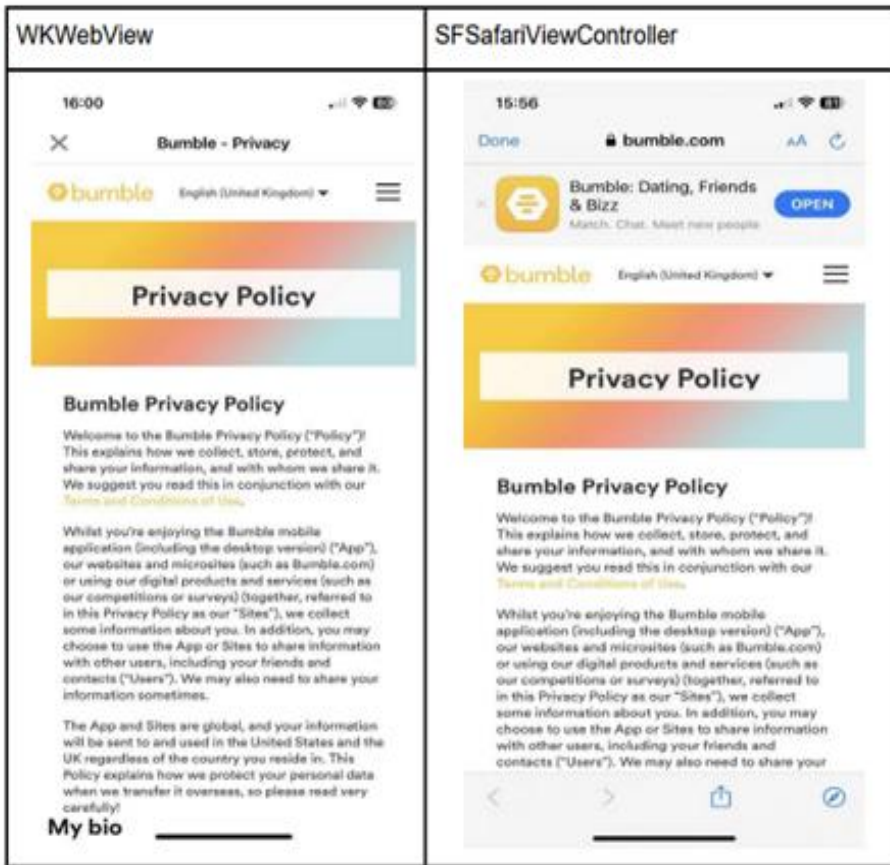 WKWebView
SFSafariViewController
16:00
Bumble - Privacy
bumble
English (United Kingdom)
Privacy Policy
Bumble Privacy Policy
Welcome to the Bumble Privacy Policy ("Policy")!
This explains how we collect, store, protect, and
share your information, and with whom we share it.
We suggest you read this in conjunction with our
Terms and Conditions of Use.
Whilst you're enjoying the Bumble mobile
application (including the desktop version) ("App"),
our websites and microsites (such as Bumble.com)
or using our digital products and services (such as
our competitions or surveys) (together, referred to
in this Privacy Policy as our "Sites"), we collect
some information about you. In addition, you may
choose to use the App or Sites to share information
with other users, including your friends and
contacts ("Users"). We may also need to share your
information sometimes.
The App and Sites are global, and your information
will be sent to and used in the United States and the
UK regardless of the country you reside in. This
Policy explains how we protect your personal data
when we transfer it overseas, so please read very
carefully!
My bio
15:56
Done
bumble.com
AA
Bumble: Dating, Friends
& Bizz
Match. Chat. Meet new people
OPEN
bumble
English (United Kingdom)
Privacy Policy
Bumble Privacy Policy
Welcome to the Bumble Privacy Policy ("Policy")!
This explains how we collect, store, protect, and
share your information, and with whom we share it.
We suggest you read this in conjunction with our
Terms and Conditions of Use.
Whilst you're enjoying the Bumble mobile
application (including the desktop version) ("App"),
our websites and microsites (such as Bumble.com)
or using our digital products and services (such as
our competitions or surveys) (together, referred to
in this Privacy Policy as our "Sites"), we collect
some information about you. In addition, you may
choose to use the App or Sites to share information
with other users, including your friends and
contacts ("Users"). We may also need to share your